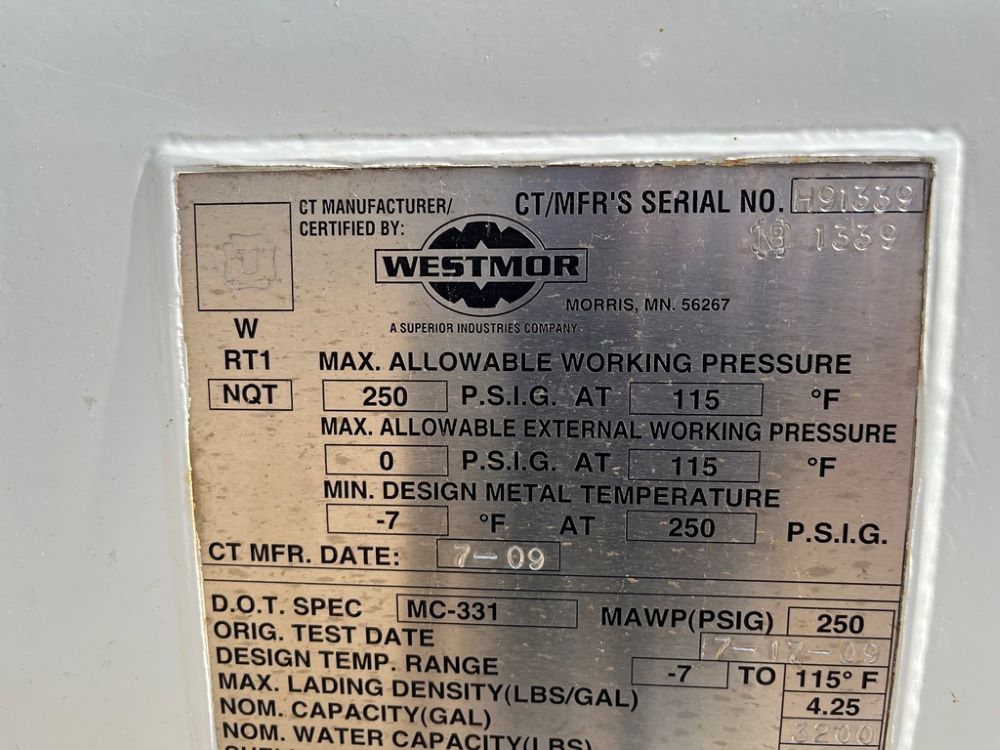 CT MANUFACTURER/ CT/MFR'S SERIAL NO. H91339
CERTIFIED BY: NB 1339
U
WESTMOR
MORRIS, MN. 56267
A SUPERIOR INDUSTRIES COMPANY
W
RT1 MAX. ALLOWABLE WORKING PRESSURE
NQT 250 P.S.I.G. AT 115 °F
MAX. ALLOWABLE EXTERNAL WORKING PRESSURE
0 P.S.I.G. AT 115 °F
MIN. DESIGN METAL TEMPERATURE
-7 °F AT 250 P.S.I.G.
CT MFR. DATE: 7-09
D.O.T. SPEC MC-331 MAWP(PSIG) 250
ORIG. TEST DATE 7-17-09
DESIGN TEMP. RANGE -7 TO 115° F
MAX. LADING DENSITY(LBS/GAL) 4.25
NOM. CAPACITY(GAL) 3200
NOM. WATER CAPACITY(LBS)